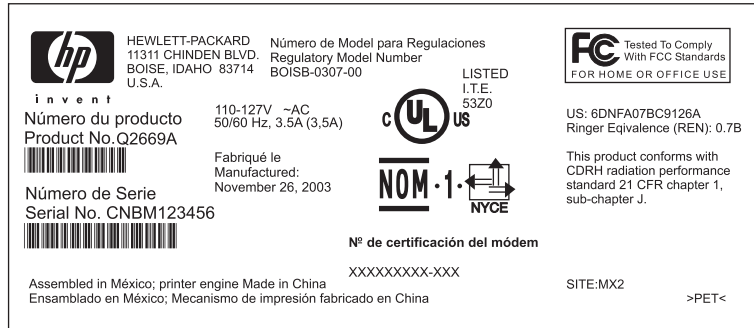 hp
invent
HEWLETT-PACKARD
11311 CHINDEN BLVD.
BOISE, IDAHO 83714
U.S.A.
Número de Model para Regulaciones
Regulatory Model Number
BOISB-0307-00
Número du producto
Product No.Q2669A
110-127V ~AC
50/60 Hz, 3.5A (3,5A)
Fabriqué le
Manufactured:
November 26, 2003
Número de Serie
Serial No. CNBM123456
LISTED
I.T.E.
53Z0
C UL US
NOM·1·
NYCE
Nº de certificación del módem
XXXXXXXXX-XXX
FC Tested To Comply
With FCC Standards
FOR HOME OR OFFICE USE
US: 6DNFA07BC9126A
Ringer Eqivalence (REN): 0.7B
This product conforms with
CDRH radiation performance
standard 21 CFR chapter 1,
sub-chapter J.
Assembled in México; printer engine Made in China
Ensamblado en México; Mecanismo de impresión fabricado en China
SITE:MX2
>PET<